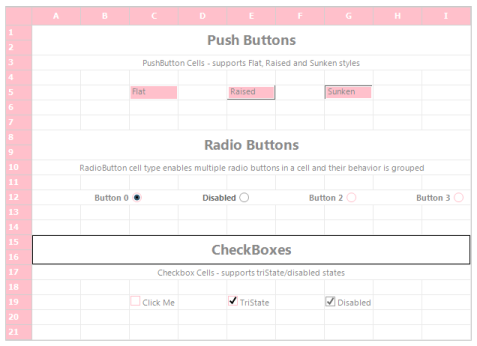 A B C D E F G H I
1
2
Push Buttons
3 PushButton Cells - supports Flat, Raised and Sunken styles
4
5 Flat Raised Sunken
6
7
8
9
Radio Buttons
10 RadioButton cell type enables multiple radio buttons in a cell and their behavior is grouped
11
12 Button 0 Disabled Button 2 Button 3
13
14
15
16
CheckBoxes
17 Checkbox Cells - supports triState/disabled states
18
19 Click Me TriState Disabled
20
21